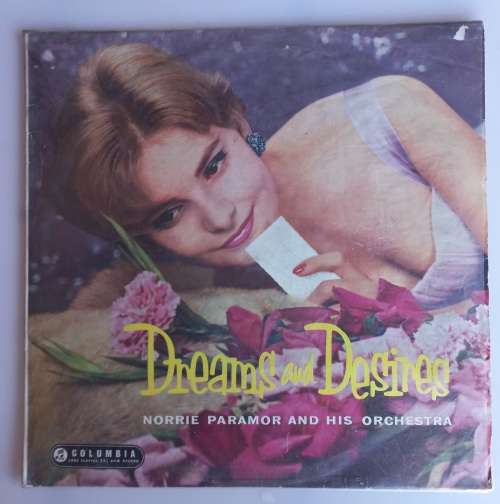 Dreams and Desires
NORRIE PARAMOR AND HIS ORCHESTRA
COLUMBIA